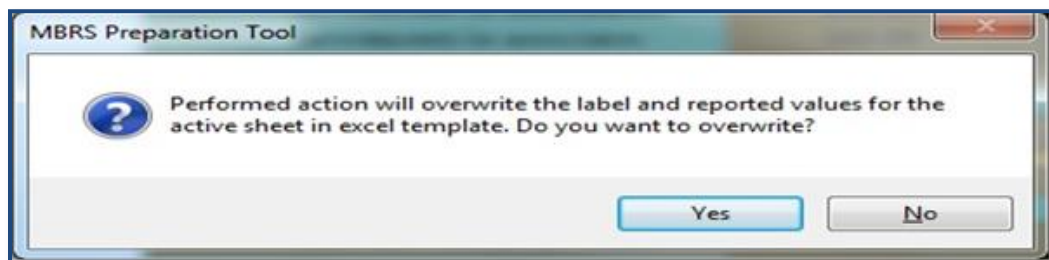 MBRS Preparation Tool
Performed action will overwrite the label and reported values for the
active sheet in excel template. Do you want to overwrite?
Yes
No